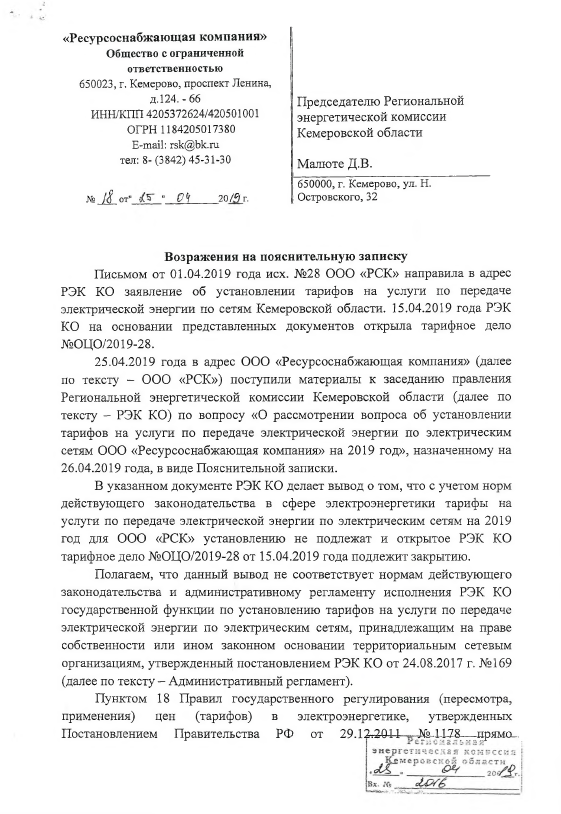 «Ресурсоснабжающая компания»
Общество с ограниченной
ответственностью
650023, г. Кемерово, проспект Ленина,
д.124. - 66
ИНН/КПП 4205372624/420501001
ОГРН 1184205017380
E-mail: rsk@bk.ru
тел: 8- (3842) 45-31-30
№ 18 от" 25 " 04 2019 г.
Председателю Региональной
энергетической комиссии
Кемеровской области
Малюте Д.В.
650000, г. Кемерово, ул. Н.
Островского, 32
Возражения на пояснительную записку
Письмом от 01.04.2019 года исх. №28 ООО «РСК» направила в адрес
РЭК КО заявление об установлении тарифов на услуги по передаче
электрической энергии по сетям Кемеровской области. 15.04.2019 года РЭК
КО на основании представленных документов открыла тарифное дело
№ОЦО/2019-28.
25.04.2019 года в адрес ООО «Ресурсоснабжающая компания» (далее
по тексту – ООО «РСК») поступили материалы к заседанию правления
Региональной энергетической комиссии Кемеровской области (далее по
тексту – РЭК КО) по вопросу «О рассмотрении вопроса об установлении
тарифов на услуги по передаче электрической энергии по электрическим
сетям ООО «Ресурсоснабжающая компания» на 2019 год», назначенному на
26.04.2019 года, в виде Пояснительной записки.
В указанном документе РЭК КО делает вывод о том, что с учетом норм
действующего законодательства в сфере электроэнергетики тарифы на
услуги по передаче электрической энергии по электрическим сетям на 2019
год для ООО «РСК» установлению не подлежат и открытое РЭК КО
тарифное дело №ОЦО/2019-28 от 15.04.2019 года подлежит закрытию.
Полагаем, что данный вывод не соответствует нормам действующего
законодательства и административному регламенту исполнения РЭК КО
государственной функции по установлению тарифов на услуги по передаче
электрической энергии по электрическим сетям, принадлежащим на праве
собственности или ином законном основании территориальным сетевым
организациям, утвержденный постановлением РЭК КО от 24.08.2017 г. №169
(далее по тексту – Административный регламент).
Пунктом 18 Правил государственного регулирования (пересмотра,
применения) цен (тарифов) в электроэнергетике, утвержденных
Постановлением Правительства РФ от 29.12.2011 №1178 прямо
Региональная
энергетическая комиссия
Кемеровской области
" 25 " 04 2019 г.
Вх. № 2016